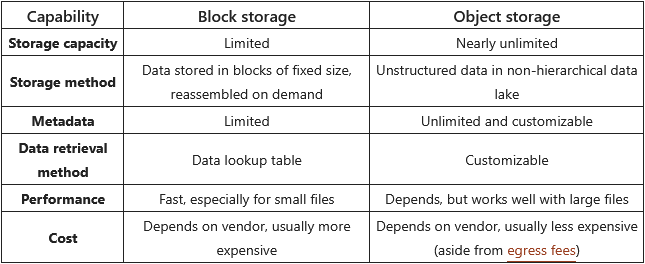 Capability Block storage Object storage
Storage capacity Limited Nearly unlimited
Storage method Data stored in blocks of fixed size, reassembled on demand Unstructured data in non-hierarchical data lake
Metadata Limited Unlimited and customizable
Data retrieval method Data lookup table Customizable
Performance Fast, especially for small files Depends, but works well with large files
Cost Depends on vendor, usually more expensive Depends on vendor, usually less expensive (aside from egress fees)